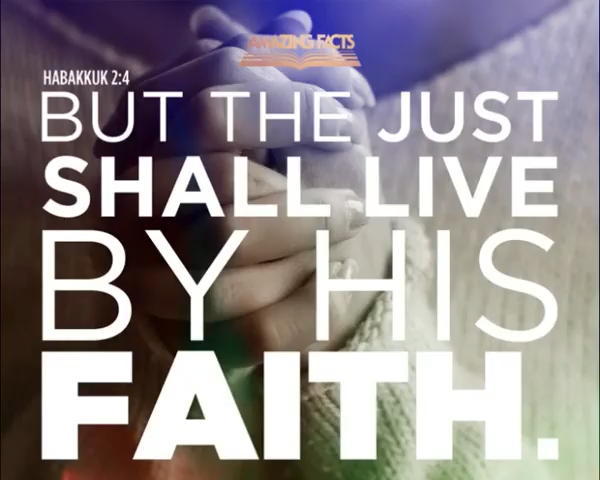 AMAZING FACTS
HABAKKUK 2:4
BUT THE JUST
SHALL LIVE
BY HIS
FAITH.